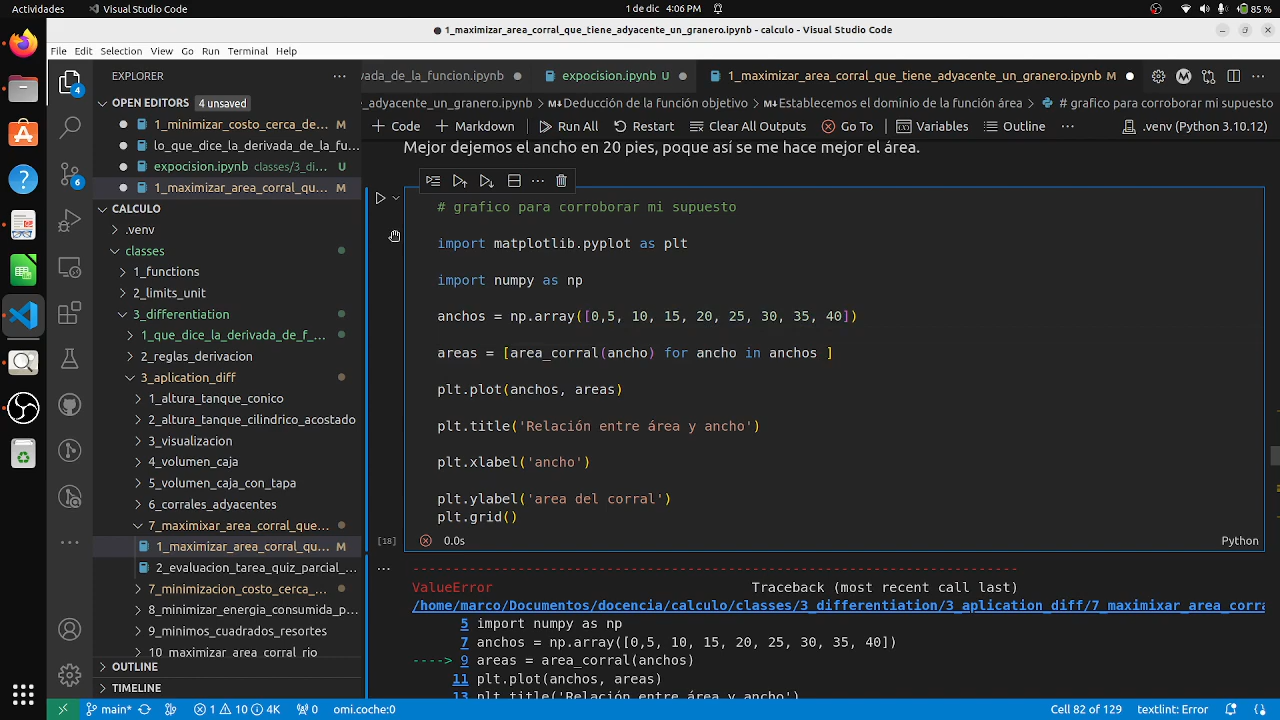 Actividades
Visual Studio Code
1 de dic 4:06 PM
85 %
1_maximizar_area_corral_que_tiene_adyacente_un_granero.ipynb - calculo - Visual Studio Code
File Edit Selection View Go Run Terminal Help
EXPLORER
OPEN EDITORS 4 unsaved
1_minimizar_costo_cerca_de... M
lo_que_dice_la_derivada_de_la_fu...
expocision.ipynb classes/3_di... U
1_maximizar_area_corral_qu... M
CALCULO
.venv
classes
1_functions
2_limits_unit
3_differentiation
1_que_dice_la_derivada_de_f_...
2_reglas_derivacion
3_aplication_diff
1_altura_tanque_conico
2_altura_tanque_cilindrico_acostado
3_visualizacion
4_volumen_caja
5_volumen_caja_con_tapa
6_corrales_adyacentes
7_maximixar_area_corral_que...
1_maximizar_area_corral_qu... M
2_evaluacion_tarea_quiz_parcial_...
7_minimizacion_costo_cerca_...
8_minimizar_energia_consumida_p...
9_minimos_cuadrados_resortes
10_maximizar_area_corral_rio
OUTLINE
TIMELINE
vada_de_la_funcion.ipynb
expocision.ipynb U
1_maximizar_area_corral_que_tiene_adyacente_un_granero.ipynb M
_adyacente_un_granero.ipynb > Deducción de la función objetivo > Establecemos el dominio de la función área > # grafico para corroborar mi supuesto
+ Code + Markdown Run All Restart Clear All Outputs Go To Variables Outline ... .venv (Python 3.10.12)
Mejor dejemos el ancho en 20 pies, poque así se me hace mejor el área.
# grafico para corroborar mi supuesto
import matplotlib.pyplot as plt
import numpy as np
anchos = np.array([0,5, 10, 15, 20, 25, 30, 35, 40])
areas = [area_corral(ancho) for ancho in anchos ]
plt.plot(anchos, areas)
plt.title('Relación entre área y ancho')
plt.xlabel('ancho')
plt.ylabel('area del corral')
plt.grid()
[18]
0.0s
Python
ValueError Traceback (most recent call last)
/home/marco/Documentos/docencia/calculo/classes/3_differentiation/3_aplication_diff/7_maximixar_area_corra
5 import numpy as np
7 anchos = np.array([0,5, 10, 15, 20, 25, 30, 35, 40])
----> 9 areas = area_corral(anchos)
11 plt.plot(anchos, areas)
13 plt.title('Relación entre área y ancho')
main*
1 10 4K
0
omi.coche:0
Cell 82 of 129
textlint: Error